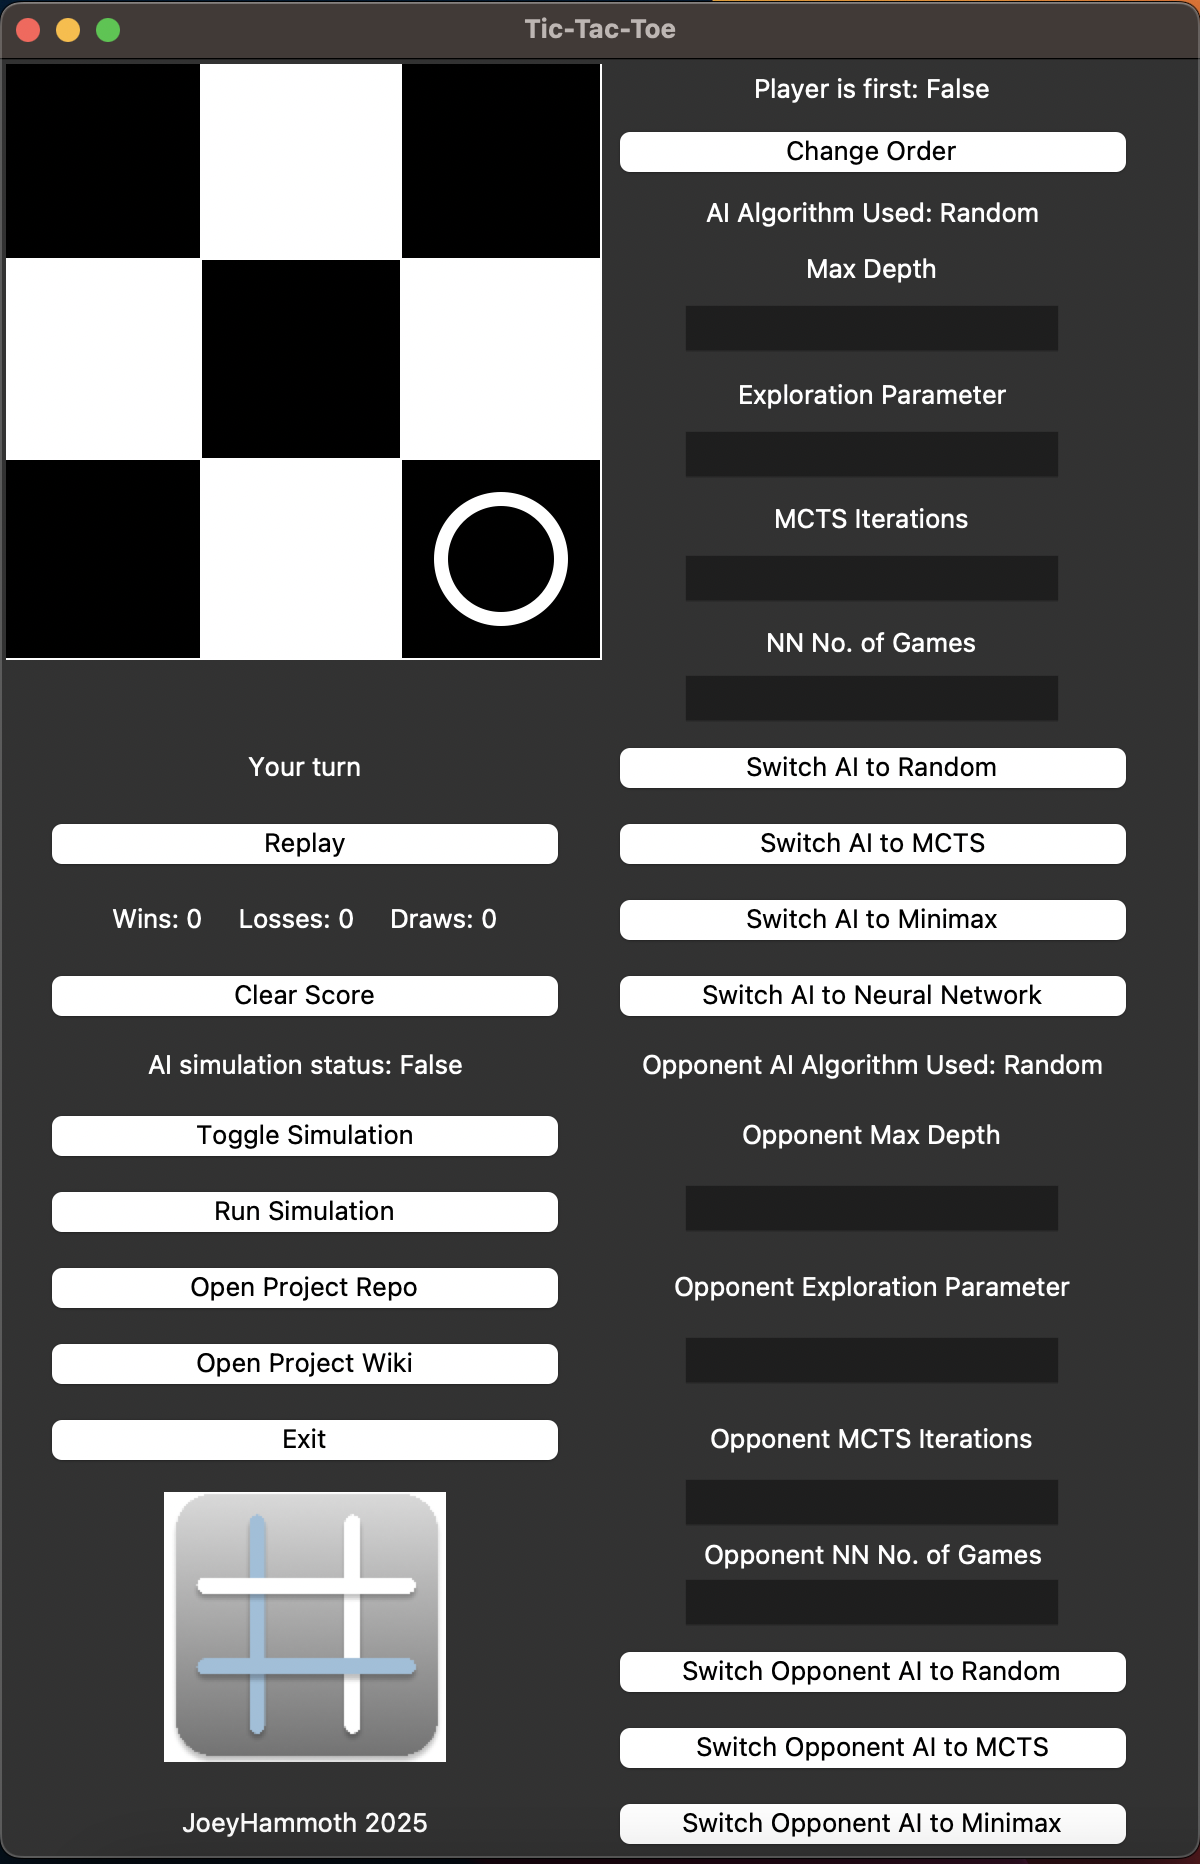 Tic-Tac-Toe
Player is first: False
Change Order
AI Algorithm Used: Random
Max Depth
Exploration Parameter
MCTS Iterations
NN No. of Games
Your turn
Switch AI to Random
Replay
Switch AI to MCTS
Wins: 0 Losses: 0 Draws: 0
Switch AI to Minimax
Clear Score
Switch AI to Neural Network
AI simulation status: False
Opponent AI Algorithm Used: Random
Toggle Simulation
Opponent Max Depth
Run Simulation
Open Project Repo
Opponent Exploration Parameter
Open Project Wiki
Exit
Opponent MCTS Iterations
Opponent NN No. of Games
Switch Opponent AI to Random
Switch Opponent AI to MCTS
JoeyHammoth 2025
Switch Opponent AI to Minimax